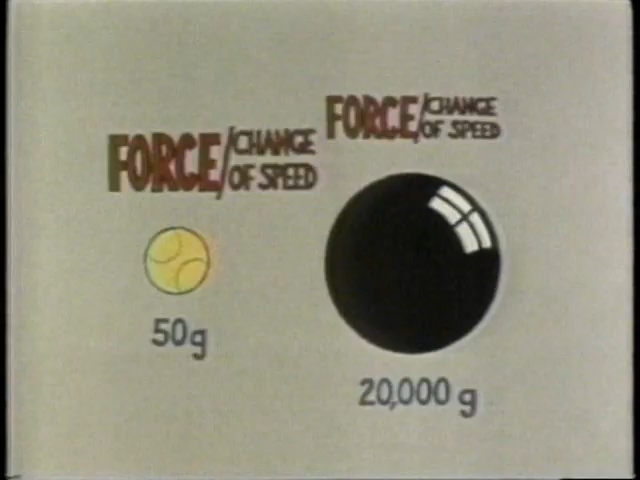 FORCE/CHANGE
OF SPEED
50g
FORCE/CHANGE
OF SPEED
20,000 g